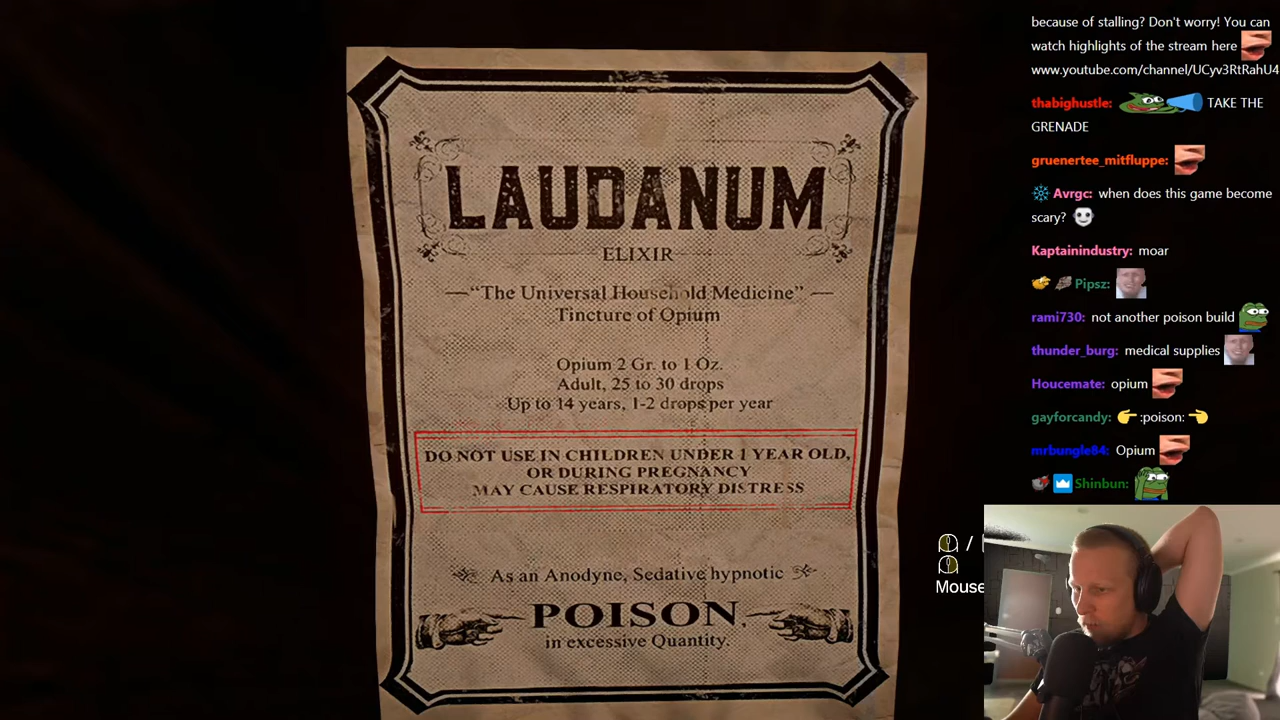 LAUDANUM
ELIXIR
—"The Universal Household Medicine"—
Tincture of Opium
Opium 2 Gr. to 1 Oz.
Adult, 25 to 30 drops
Up to 14 years, 1-2 drops per year
DO NOT USE IN CHILDREN UNDER 1 YEAR OLD,
OR DURING PREGNANCY
MAY CAUSE RESPIRATORY DISTRESS
As an Anodyne, Sedative hypnotic
POISON,
in excessive Quantity.
/
Mouse
because of stalling? Don't worry! You can
watch highlights of the stream here
www.youtube.com/channel/UCyv3RtRahU4
thabighustle: TAKE THE
GRENADE
gruenertee_mitfluppe:
Avrgc: when does this game become
scary?
Kaptainindustry: moar
Pipsz:
rami730: not another poison build
thunder_burg: medical supplies
Houcemate: opium
gayforcandy: :poison:
mrbungle84: Opium
Shinbun: